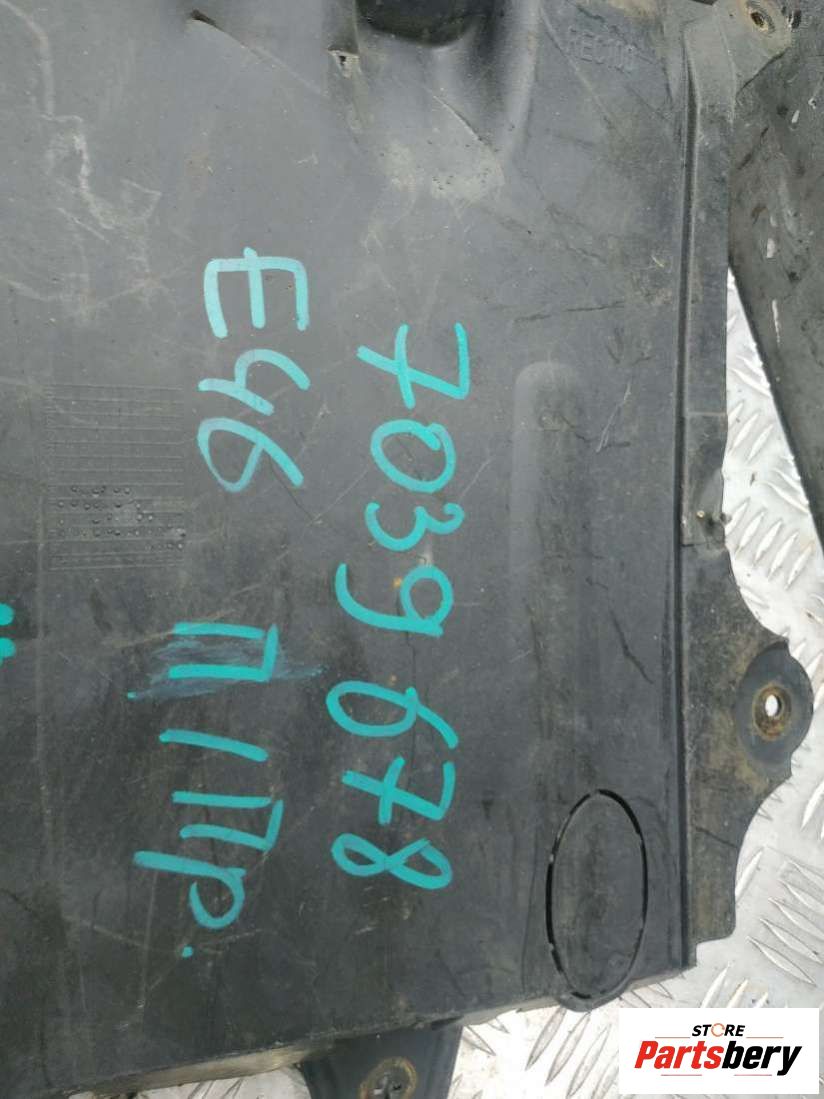 7039678
E46 П/Пр.
STORE
Partsbery